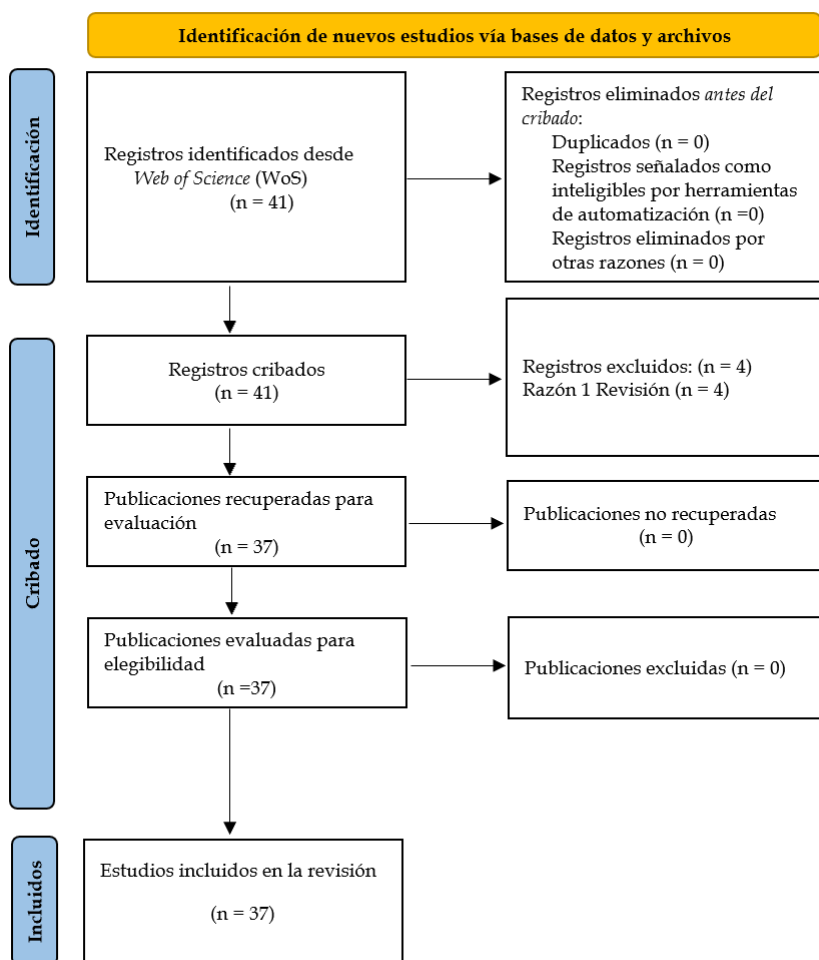 Identificación de nuevos estudios vía bases de datos y archivos
Identificación
Registros identificados desde
Web of Science (WoS)
(n = 41)
Registros eliminados antes del
cribado:
Duplicados (n = 0)
Registros señalados como
inteligibles por herramientas
de automatización (n =0)
Registros eliminados por
otras razones (n = 0)
Cribado
Registros cribados
(n = 41)
Registros excluidos: (n = 4)
Razón 1 Revisión (n = 4)
Publicaciones recuperadas para
evaluación
(n = 37)
Publicaciones no recuperadas
(n = 0)
Publicaciones evaluadas para
elegibilidad
(n =37)
Publicaciones excluidas (n = 0)
Incluidos
Estudios incluidos en la revisión
(n = 37)